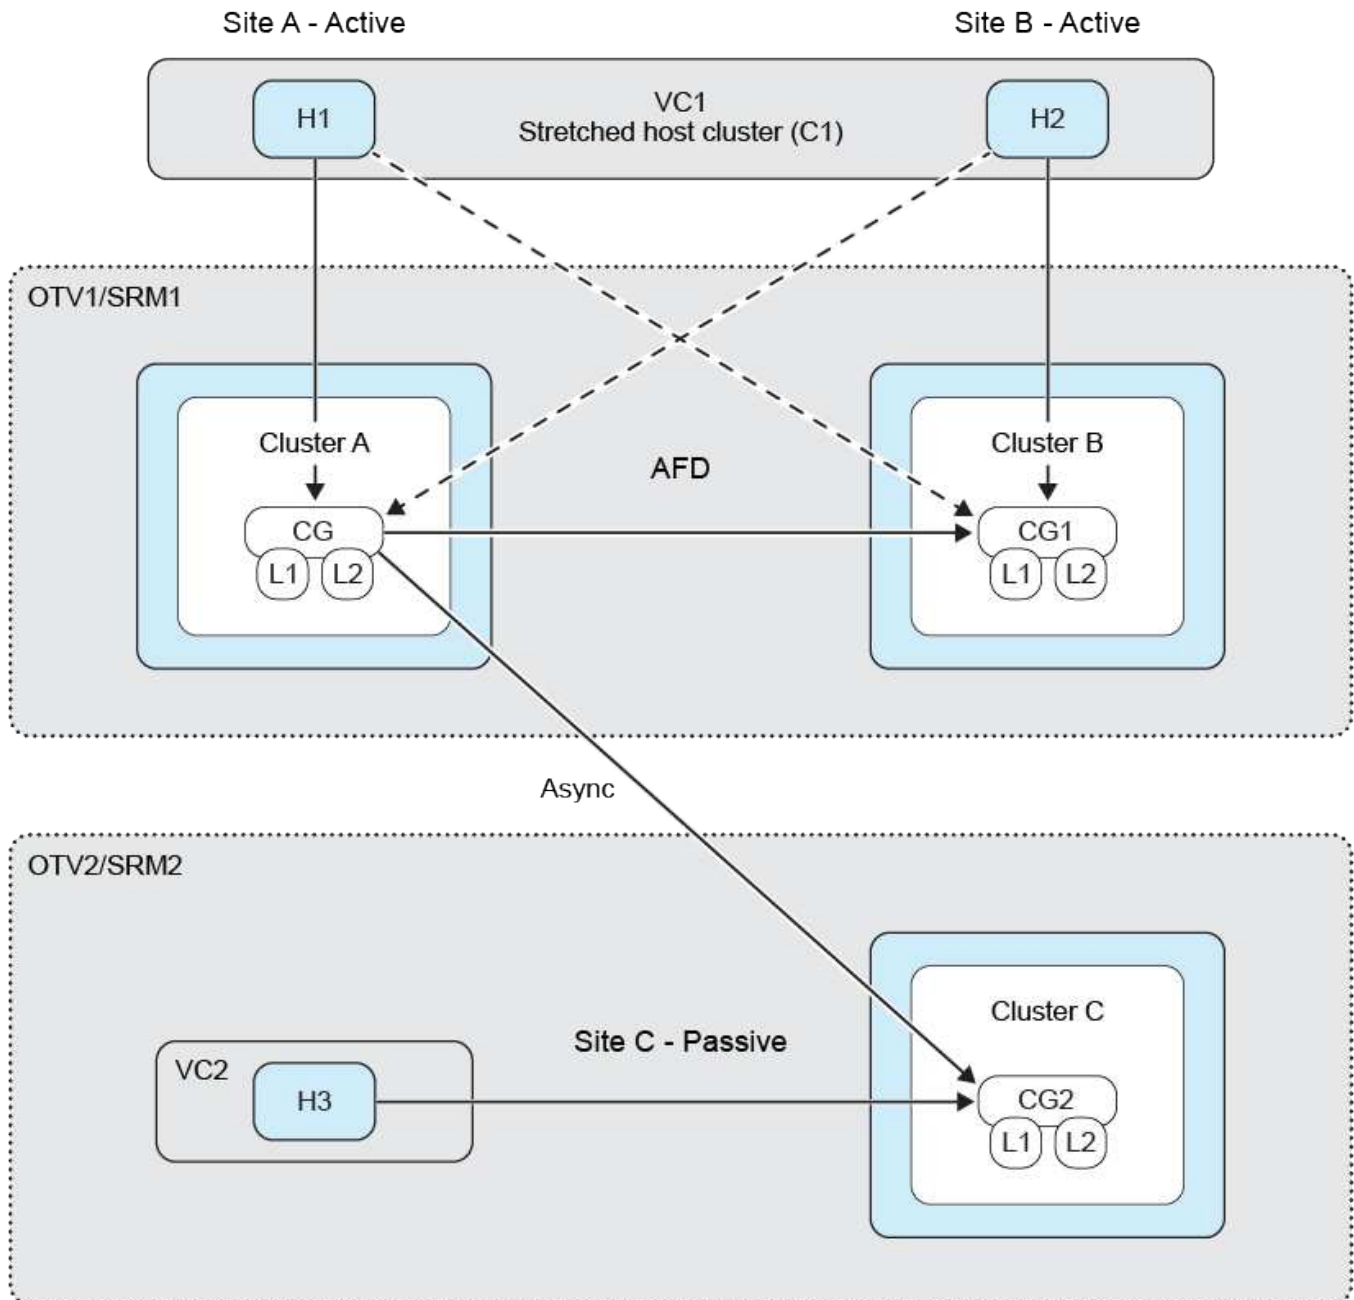 Site A - Active
Site B - Active
H1
VC1
Stretched host cluster (C1)
H2
OTV1/SRM1
Cluster A
AFD
Cluster B
CG
L1
L2
CG1
L1
L2
Async
OTV2/SRM2
Cluster C
Site C - Passive
VC2
H3
CG2
L1
L2